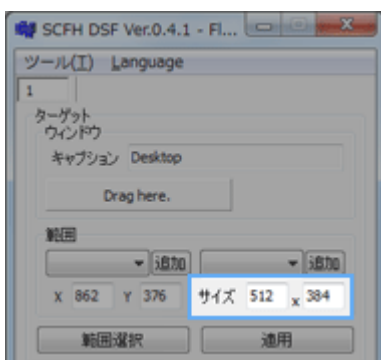 SCFH DSF Ver.0.4.1 - Fl...
ツール(T) Language
1
ターゲット
ウィンドウ
キャプション Desktop
Drag here.
範囲
追加 追加
X 862 Y 376 サイズ 512 x 384
範囲選択 適用